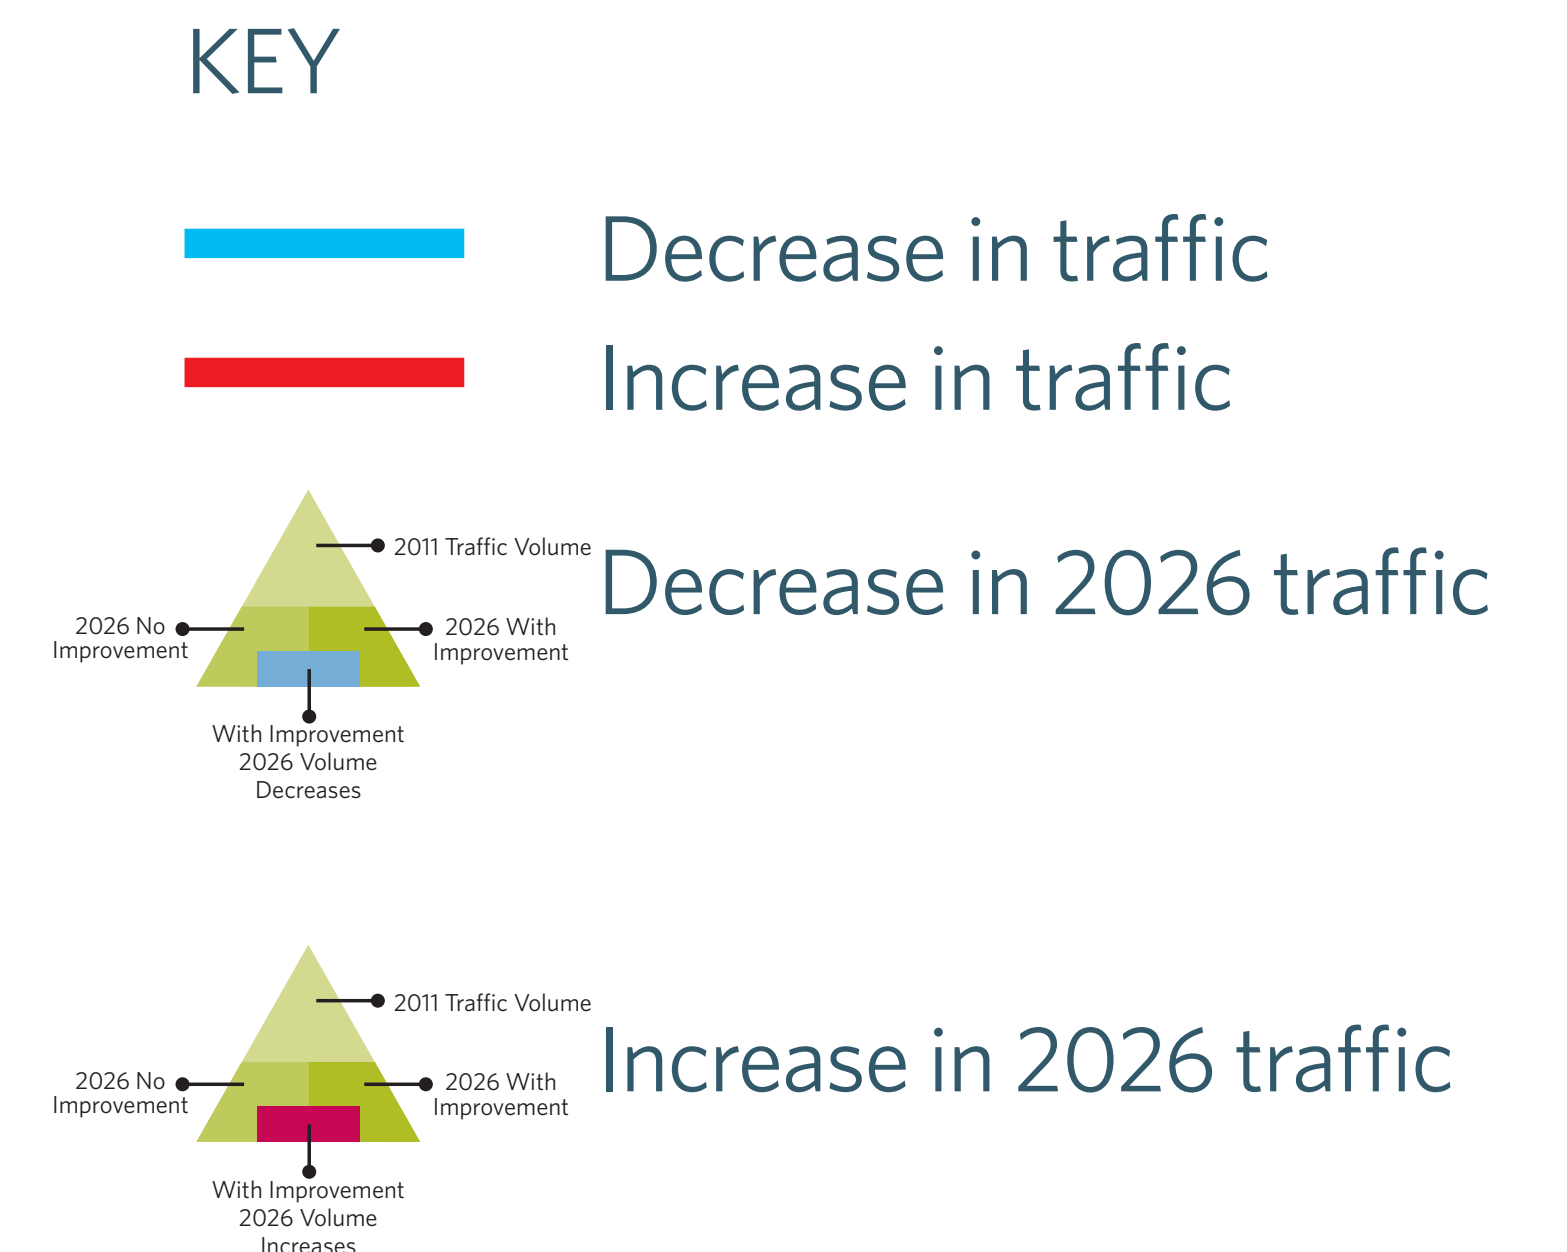 KEY
Decrease in traffic
Increase in traffic
2011 Traffic Volume
Decrease in 2026 traffic
2026 No
Improvement
2026 With
Improvement
With Improvement
2026 Volume
Decreases
2011 Traffic Volume
Increase in 2026 traffic
2026 No
Improvement
2026 With
Improvement
With Improvement
2026 Volume
Increases